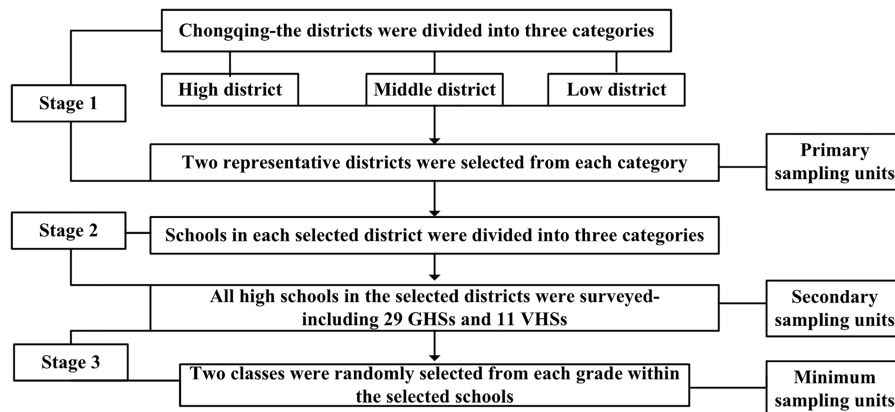 Chongqing-the districts were divided into three categories
High district
Middle district
Low district
Stage 1
Two representative districts were selected from each category
Primary
sampling units
Stage 2
Schools in each selected district were divided into three categories
All high schools in the selected districts were surveyed-
including 29 GHSs and 11 VHSs
Secondary
sampling units
Stage 3
Two classes were randomly selected from each grade within
the selected schools
Minimum
sampling units